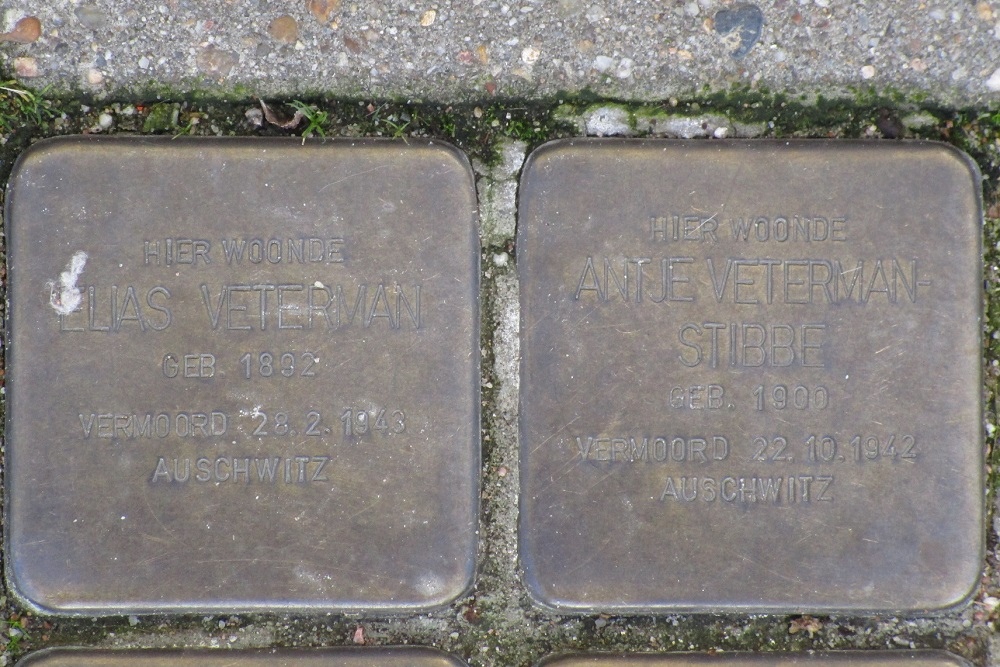 HIER WOONDE
ELIAS VETERMAN
GEB. 1892
VERMOORD 28.2.1943
AUSCHWITZ
HIER WOONDE
ANTJE VETERMAN-
STIBBE
GEB. 1900
VERMOORD 22.10.1942
AUSCHWITZ